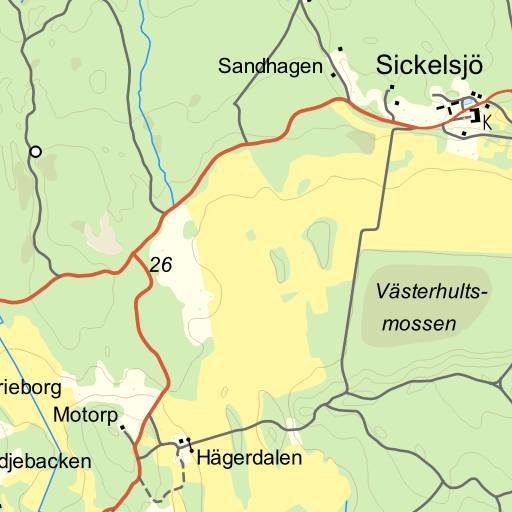 Sandhagen
Sickelsjö
K
26
Västerhults-
mossen
rieborg
Motorp
djebacken
Hägerdalen